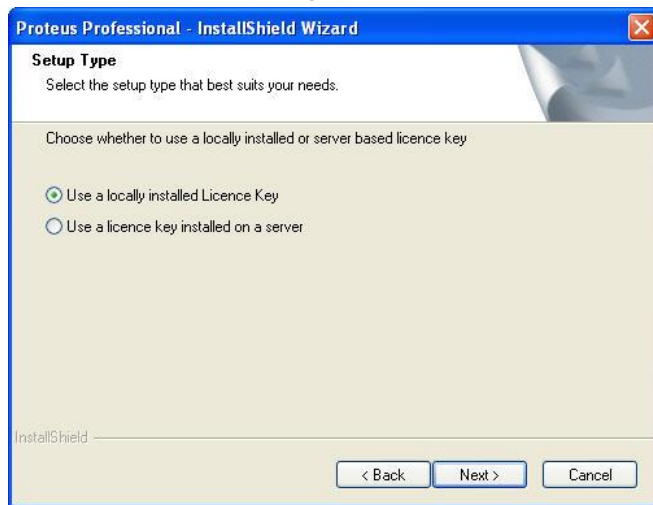 Proteus Professional - InstallShield Wizard
Setup Type
Select the setup type that best suits your needs.
Choose whether to use a locally installed or server based licence key
Use a locally installed Licence Key
Use a licence key installed on a server
InstallShield
< Back Next > Cancel